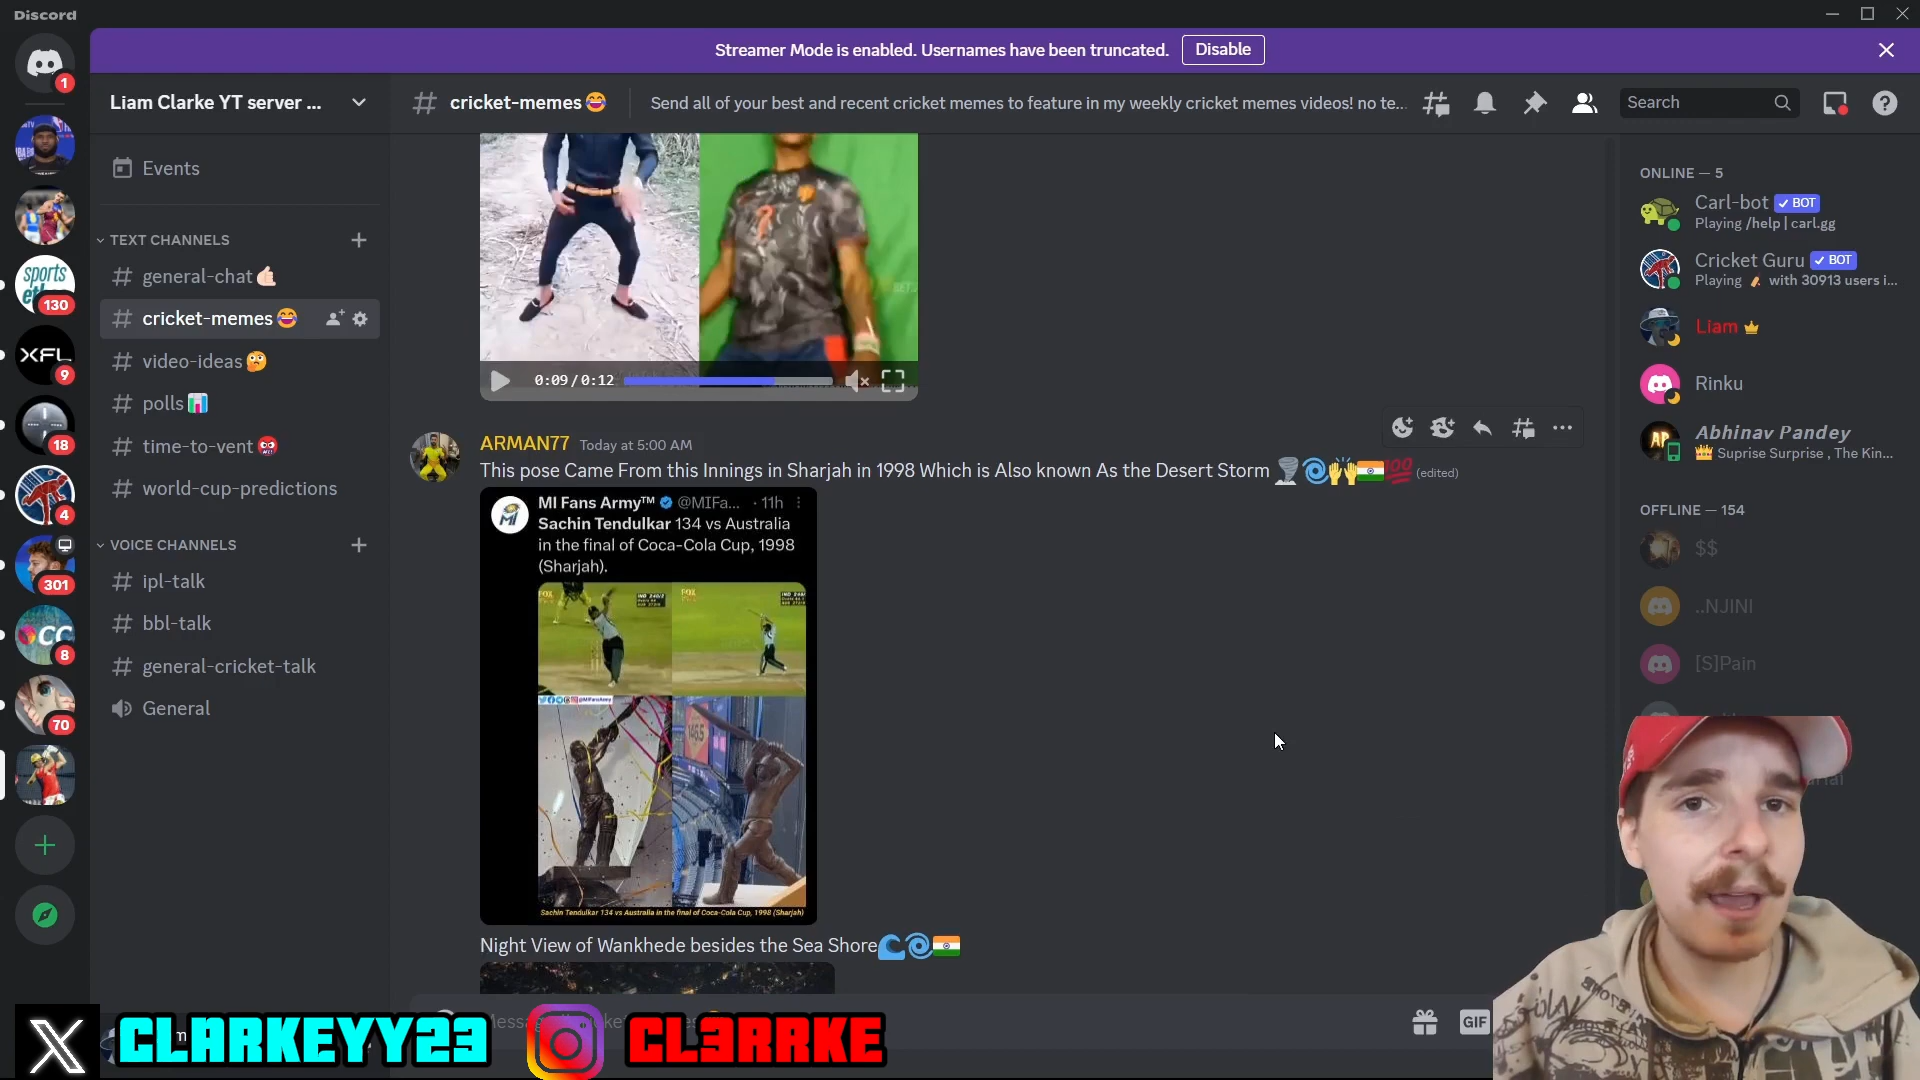 Discord
Streamer Mode is enabled. Usernames have been truncated.
Disable
1
Liam Clarke YT server ...
cricket-memes
Send all of your best and recent cricket memes to feature in my weekly cricket memes videos! no te...
Search
Events
TEXT CHANNELS
general-chat
cricket-memes
video-ideas
polls
time-to-vent
world-cup-predictions
VOICE CHANNELS
ipl-talk
bbl-talk
general-cricket-talk
General
sports
130
XFL
9
18
4
301
CC
8
70
0:09/0:12
ARMAN77 Today at 5:00 AM
This pose Came From this Innings in Sharjah in 1998 Which is Also known As the Desert Storm 100 (edited)
MI Fans Army™ @MIFa... · 11h
Sachin Tendulkar 134 vs Australia
in the final of Coca-Cola Cup, 1998
(Sharjah).
Sachin Tendulkar 134 vs Australia in the final of Coca-Cola Cup, 1998 (Sharjah)
Night View of Wankhede besides the Sea Shore
GIF
ONLINE — 5
Carl-bot BOT
Playing /help | carl.gg
Cricket Guru BOT
Playing with 30913 users i...
Liam
Rinku
AP
Abhinav Pandey
Suprise Surprise , The Kin...
OFFLINE — 154
$$
..NJINI
[S]Pain
X CLARKEYY23
CL3RRKE